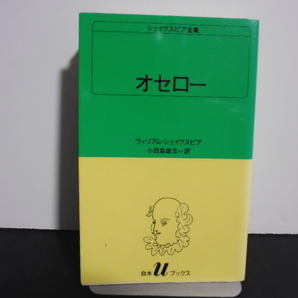 シェイクスピア全集
オセロー
ウィリアム・シェイクスピア
小田島雄志=訳
白水uブックス